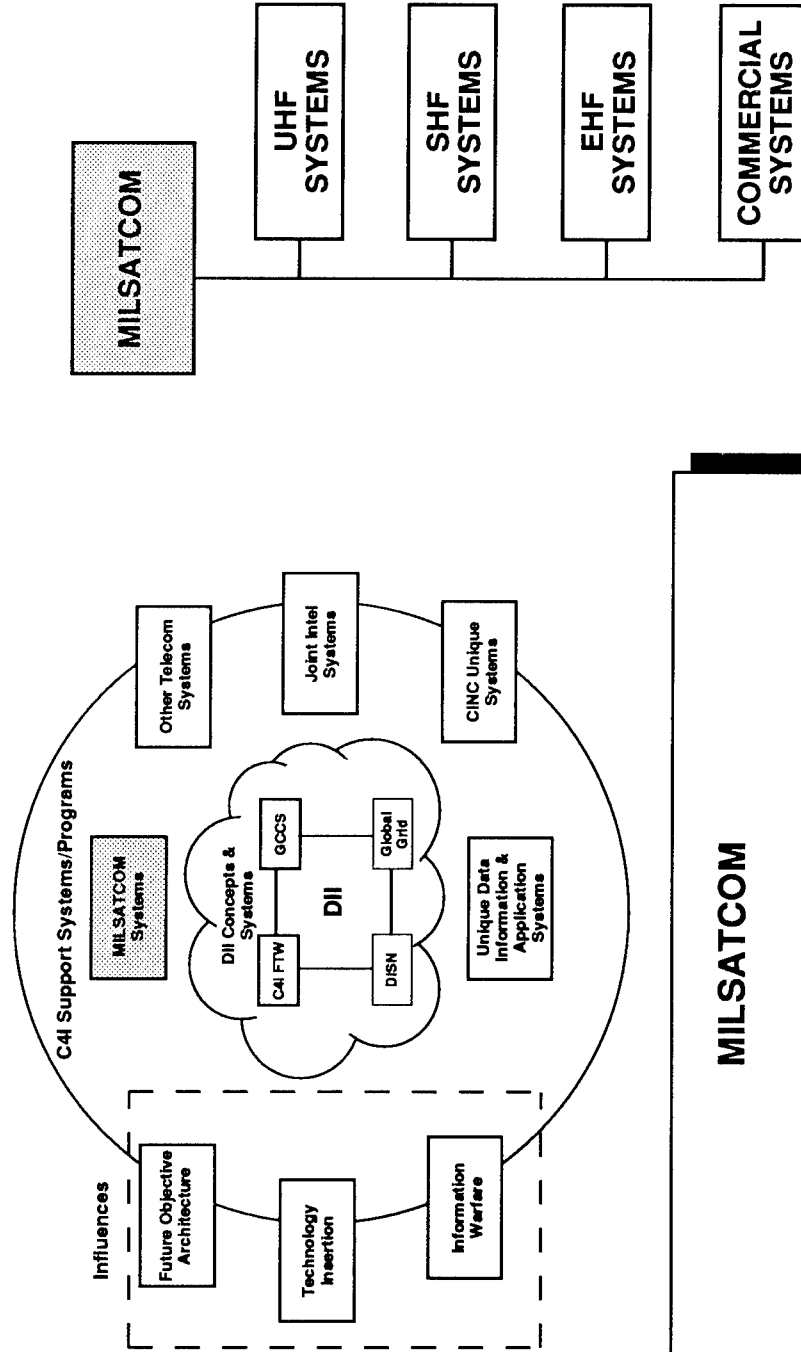 Influences
C4I Support Systems/Programs
Future Objective
Architecture
MILSATCOM
Systems
Other Telecom
Systems
DII Concepts &
Systems
Technology
Insertion
C4I FTW
GCCS
DII
DISN
Global
Grid
Joint Intel
Systems
Information
Warfare
Unique Data
Information &
Application
Systems
CINC Unique
Systems
MILSATCOM
MILSATCOM
UHF
SYSTEMS
SHF
SYSTEMS
EHF
SYSTEMS
COMMERCIAL
SYSTEMS